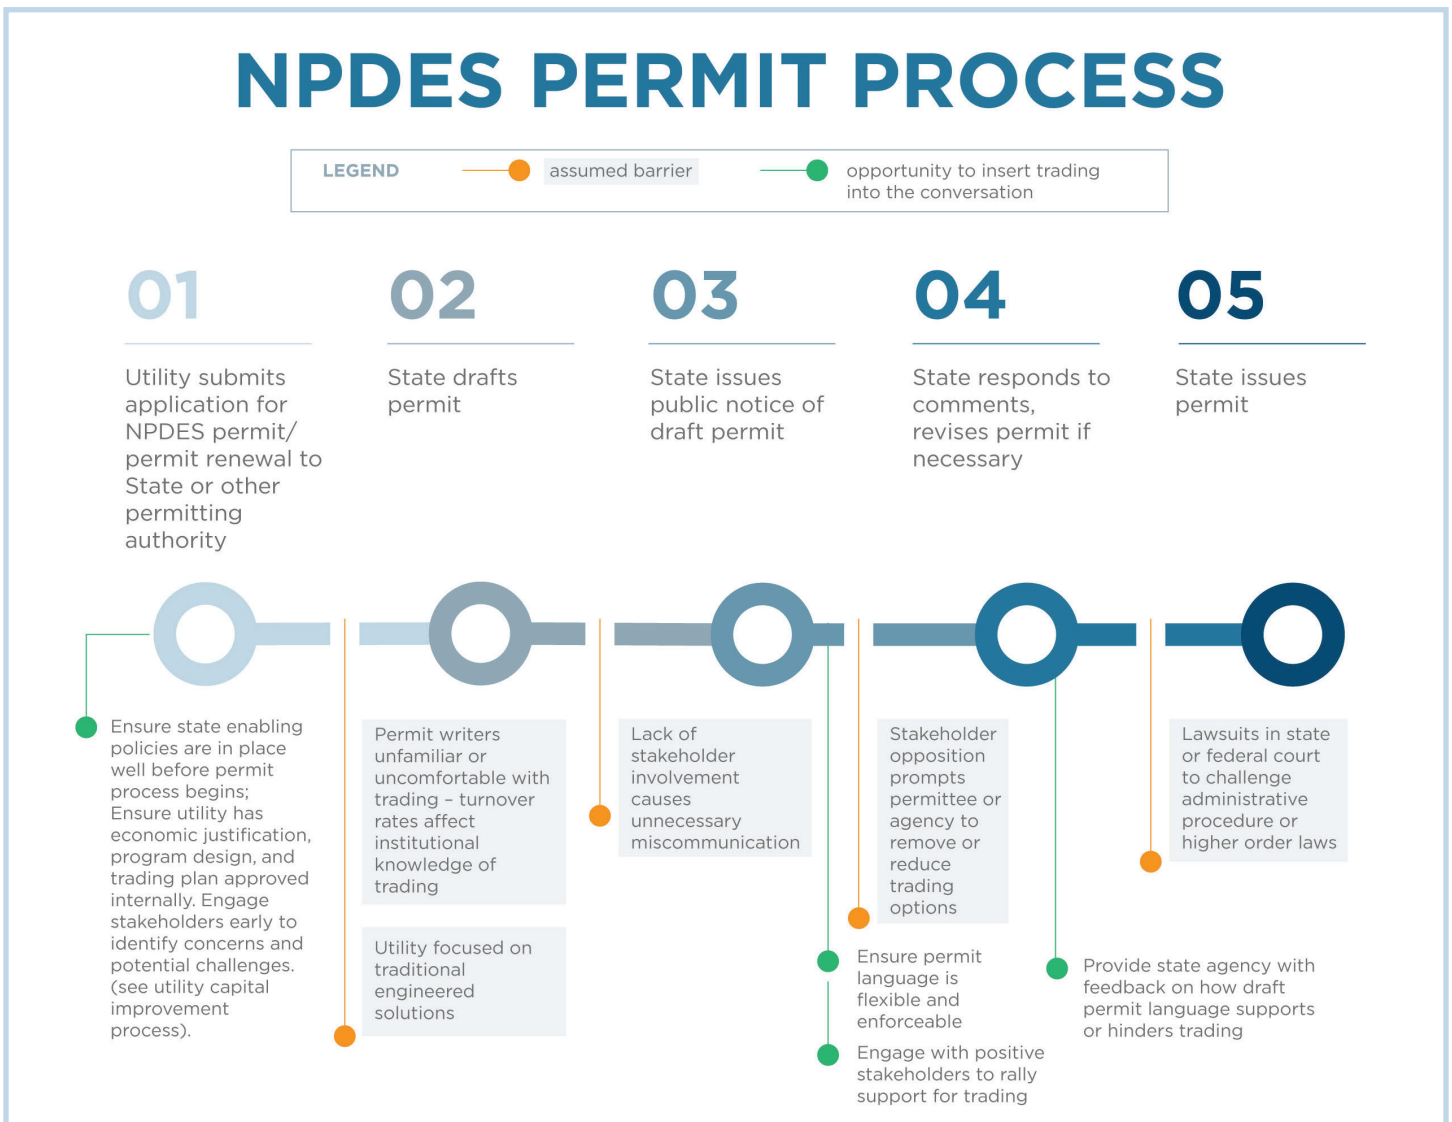 NPDES PERMIT PROCESS
LEGEND
assumed barrier
opportunity to insert trading
into the conversation
01
Utility submits
application for
NPDES permit/
permit renewal to
State or other
permitting
authority
02
State drafts
permit
03
State issues
public notice of
draft permit
04
State responds to
comments,
revises permit if
necessary
05
State issues
permit
Ensure state enabling
policies are in place
well before permit
process begins;
Ensure utility has
economic justification,
program design, and
trading plan approved
internally. Engage
stakeholders early to
identify concerns and
potential challenges.
(see utility capital
improvement
process).
Permit writers
unfamiliar or
uncomfortable with
trading – turnover
rates affect
institutional
knowledge of
trading
Utility focused on
traditional
engineered
solutions
Lack of
stakeholder
involvement
causes
unnecessary
miscommunication
Stakeholder
opposition
prompts
permittee or
agency to
remove or
reduce
trading
options
Ensure permit
language is
flexible and
enforceable
Engage with positive
stakeholders to rally
support for trading
Provide state agency with
feedback on how draft
permit language supports
or hinders trading
Lawsuits in state
or federal court
to challenge
administrative
procedure or
higher order laws